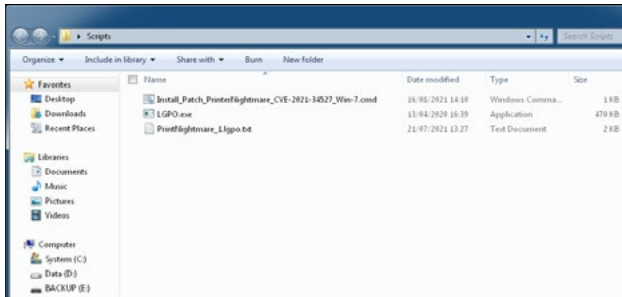 Scripts
Search Scripts
Organize Include in library Share with Burn New folder
Name Date modified Type Size
Favorites
Desktop
Downloads
Recent Places
Install_Patch_PrinterNightmare_CVE-2021-34527_Win-7.cmd 16/08/2021 14:18 Windows Comma... 1 KB
LGPO.exe 13/04/2020 16:39 Application 470 KB
PrintNightmare_1.lgpo.txt 21/07/2021 13:27 Text Document 2 KB
Libraries
Documents
Music
Pictures
Videos
Computer
System (C:)
Data (D:)
BACKUP (E:)